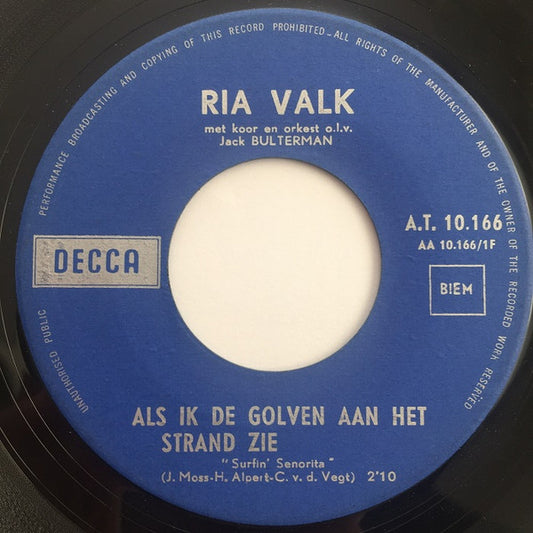 UNAUTHORISED PUBLIC PERFORMANCE BROADCASTING AND COPYING OF THIS RECORD PROHIBITED—ALL RIGHTS OF THE MANUFACTURER AND OF THE OWNER OF THE RECORDED WORK RESERVED
RIA VALK
met koor en orkest o.l.v.
Jack BULTERMAN
A.T. 10.166
AA 10.166/1F
DECCA
BIEM
ALS IK DE GOLVEN AAN HET
STRAND ZIE
"Surfin' Senorita"
(J. Moss-H. Alpert-C. v. d. Vegt) 2'10